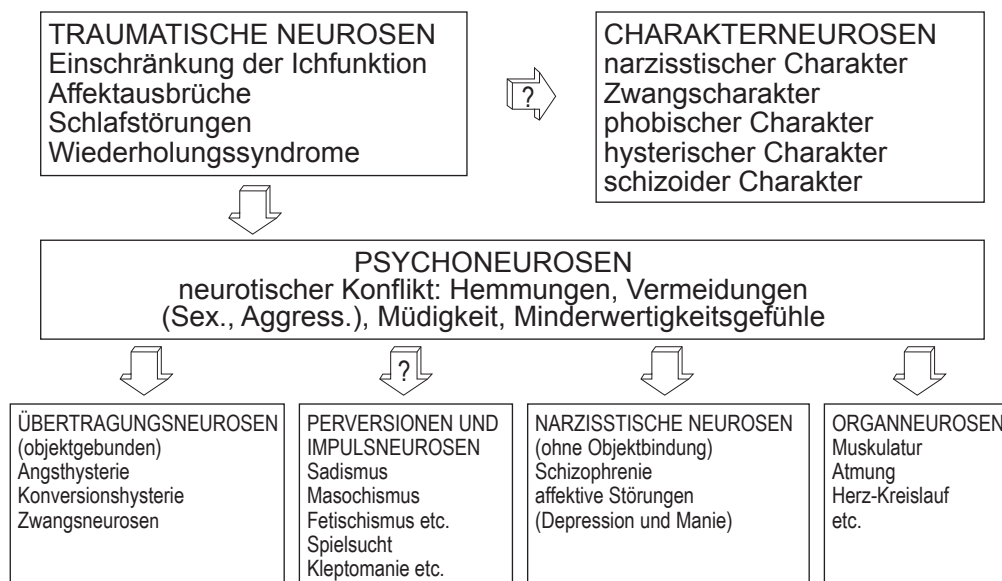 TRAUMATISCHE NEUROSEN
Einschränkung der Ichfunktion
Affektausbrüche
Schlafstörungen
Wiederholungssyndrome
?
CHARAKTERNEUROSEN
narzisstischer Charakter
Zwangscharakter
phobischer Charakter
hysterischer Charakter
schizoider Charakter
PSYCHONEUROSEN
neurotischer Konflikt: Hemmungen, Vermeidungen
(Sex., Aggress.), Müdigkeit, Minderwertigkeitsgefühle
?
ÜBERTRAGUNGSNEUROSEN
(objektgebunden)
Angsthysterie
Konversionshysterie
Zwangsneurosen
PERVERSIONEN UND
IMPULSNEUROSEN
Sadismus
Masochismus
Fetischismus etc.
Spielsucht
Kleptomanie etc.
NARZISSTISCHE NEUROSEN
(ohne Objektbindung)
Schizophrenie
affektive Störungen
(Depression und Manie)
ORGANNEUROSEN
Muskulatur
Atmung
Herz-Kreislauf
etc.